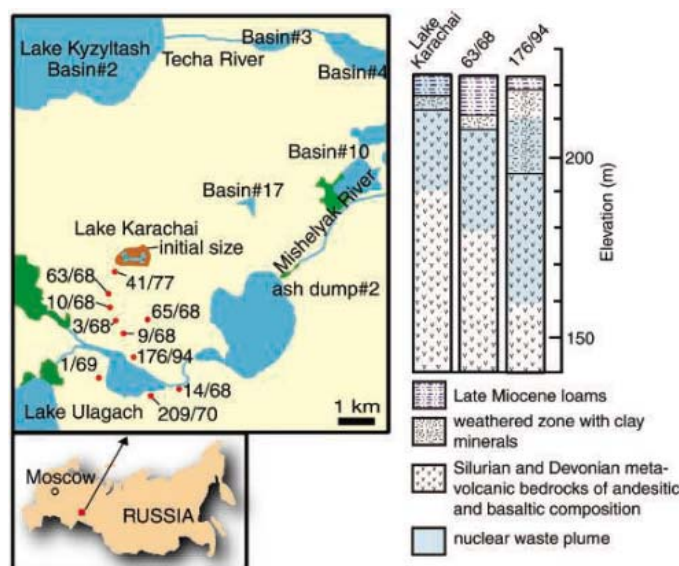 Lake Kyzyltash
Basin#2
Techa River
Basin#3
Basin#4
Basin#10
Basin#17
Mishelyak River
Lake Karachai
initial size
ash dump#2
63/68
41/77
10/68
3/68
65/68
9/68
176/94
1/69
14/68
Lake Ulagach
209/70
1 km
Moscow
RUSSIA
Lake
Karachai
63/68
176/94
200
150
Elevation (m)
Late Miocene loams
weathered zone with clay
minerals
Silurian and Devonian meta-
volcanic bedrocks of andesitic
and basaltic composition
nuclear waste plume